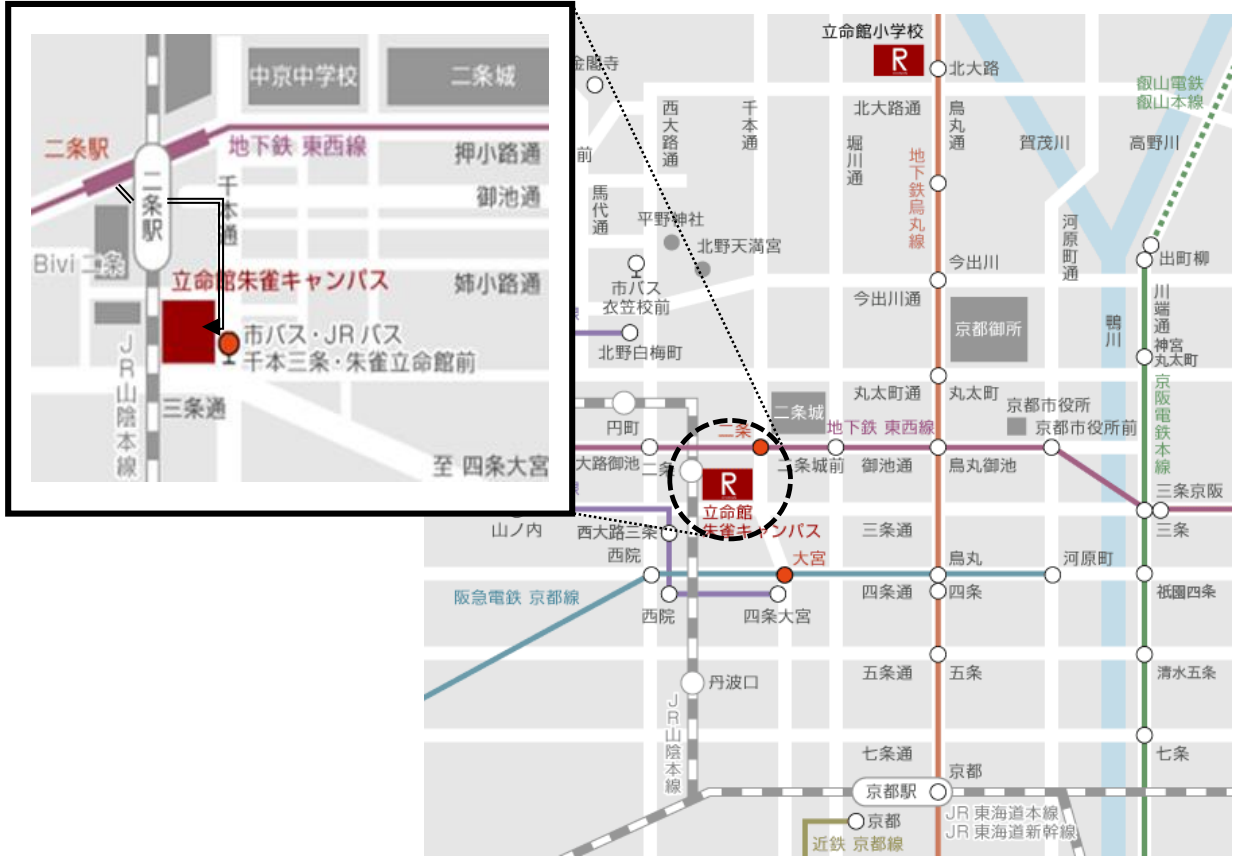 中京中学校
二条城
二条駅
地下鉄 東西線
押小路通
千本通
御池通
二条駅
Bivi 二条
立命館朱雀キャンパス
姉小路通
市バス・JR バス
千本三条・朱雀立命館前
JR山陰本線
三条通
至 四条大宮
立命館小学校
R
北大路
金閣寺
叡山電鉄
叡山本線
西大路通
千本通
北大路通
烏丸通
前
堀川通
地下鉄烏丸線
賀茂川
高野川
馬代通
平野神社
北野天満宮
河原町通
今出川
出町柳
市バス
衣笠校前
今出川通
川端通
京都御所
鴨川
神宮
丸太町
北野白梅町
丸太町通
丸太町
京阪電鉄本線
円町
二条城
二条
地下鉄 東西線
京都市役所
京都市役所前
大路御池
二条
二条城前
御池通
烏丸御池
R
立命館
朱雀キャンパス
三条京阪
山ノ内
西大路三条
三条通
三条
西院
大宮
烏丸
河原町
阪急電鉄 京都線
四条通
四条
祇園四条
西院
四条大宮
五条通
五条
清水五条
丹波口
JR山陰本線
七条通
七条
京都
京都駅
JR 東海道本線
JR 東海道新幹線
京都
近鉄 京都線